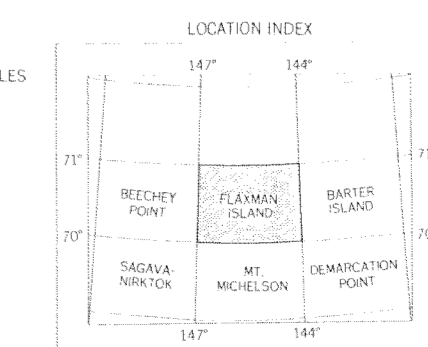 LOCATION INDEX
LES
147° 144°
71° 71
BEECHEY
POINT
FLAXMAN
ISLAND
BARTER
ISLAND
70° 70
SAGAVA-
NIRKTOK
MT.
MICHELSON
DEMARCATION
POINT
147° 144°